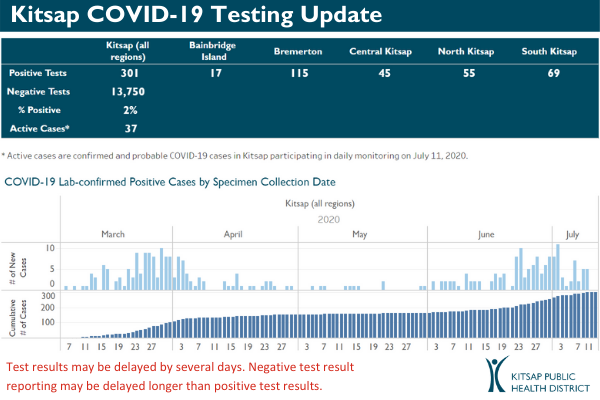 Kitsap COVID-19 Testing Update
Kitsap (all regions) Bainbridge Island Bremerton Central Kitsap North Kitsap South Kitsap
Positive Tests 301 17 115 45 55 69
Negative Tests 13,750
% Positive 2%
Active Cases* 37
* Active cases are confirmed and probable COVID-19 cases in Kitsap participating in daily monitoring on July 11, 2020.
COVID-19 Lab-confirmed Positive Cases by Specimen Collection Date
Kitsap (all regions)
2020
March April May June July
# of New Cases
10
5
0
Cumulative # of Cases
300
200
100
7 11 15 19 23 27 3 7 11 15 19 23 27 3 7 11 15 19 23 27 3 7 11 15 19 23 27 3 7 11
Test results may be delayed by several days. Negative test result
reporting may be delayed longer than positive test results.
KITSAP PUBLIC
HEALTH DISTRICT